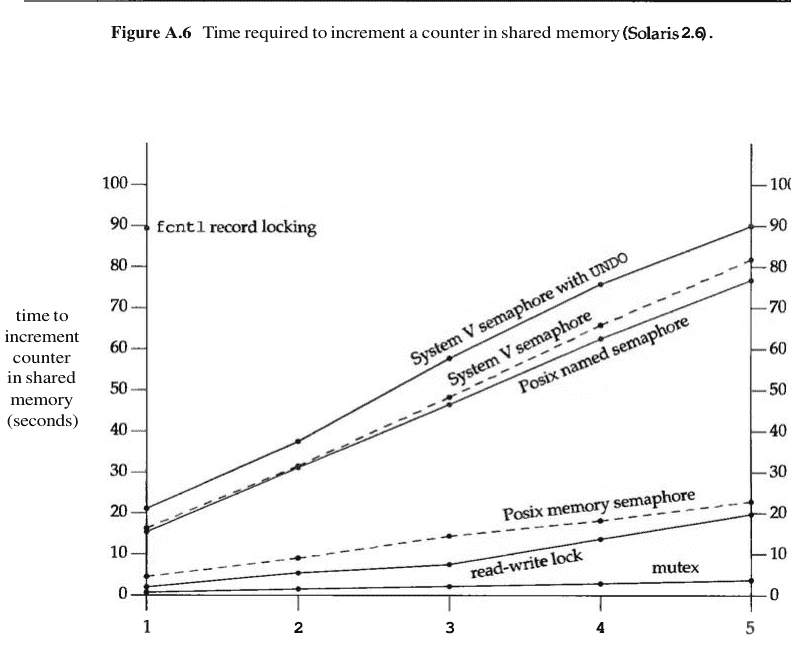 Figure A.6 Time required to increment a counter in shared memory (Solaris 2.6).
100
100
90
fcntl record locking
90
80
80
70
70
60
60
50
50
40
40
30
30
20
20
10
10
0
0
time to
increment
counter
in shared
memory
(seconds)
System V semaphore with UNDO
System V semaphore
Posix named semaphore
Posix memory semaphore
read-write lock
mutex
1
2
3
4
5